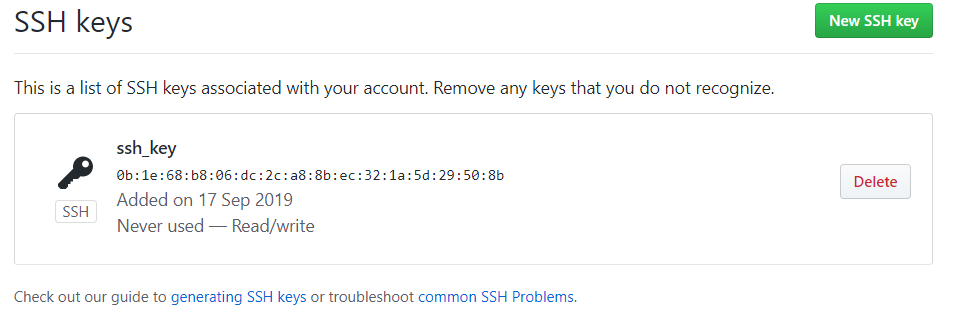 SSH keys
New SSH key
This is a list of SSH keys associated with your account. Remove any keys that you do not recognize.
ssh_key
0b:1e:68:b8:06:dc:2c:a8:8b:ec:32:1a:5d:29:50:8b
SSH
Added on 17 Sep 2019
Never used — Read/write
Delete
Check out our guide to generating SSH keys or troubleshoot common SSH Problems.